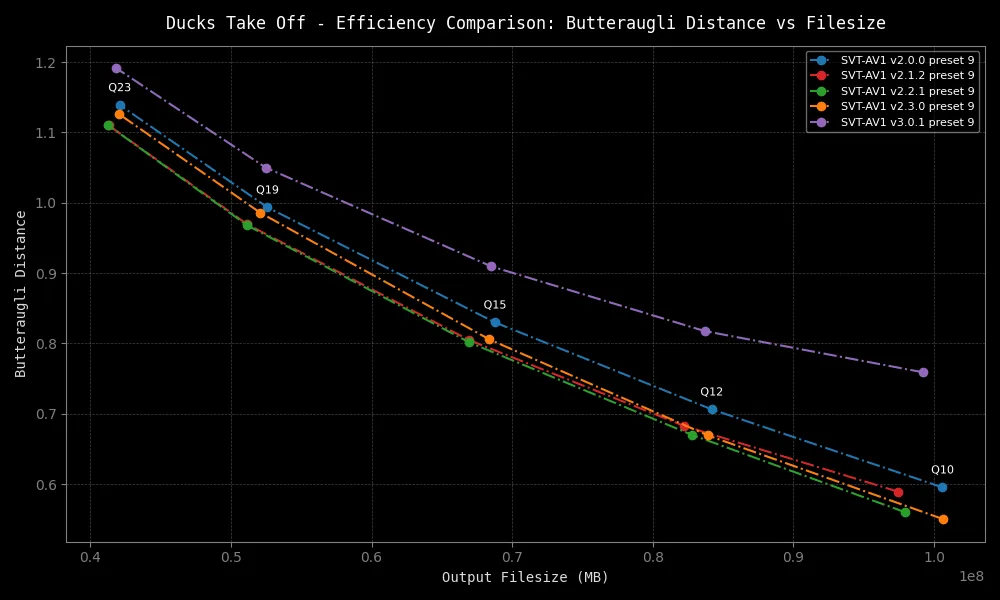 Ducks Take Off - Efficiency Comparison: Butteraugli Distance vs Filesize
SVT-AV1 v2.0.0 preset 9
SVT-AV1 v2.1.2 preset 9
SVT-AV1 v2.2.1 preset 9
SVT-AV1 v2.3.0 preset 9
SVT-AV1 v3.0.1 preset 9
1.2
1.1
1.0
0.9
0.8
0.7
0.6
Butteraugli Distance
Q23
Q19
Q15
Q12
Q10
0.4
0.5
0.6
0.7
0.8
0.9
1.0
1e8
Output Filesize (MB)